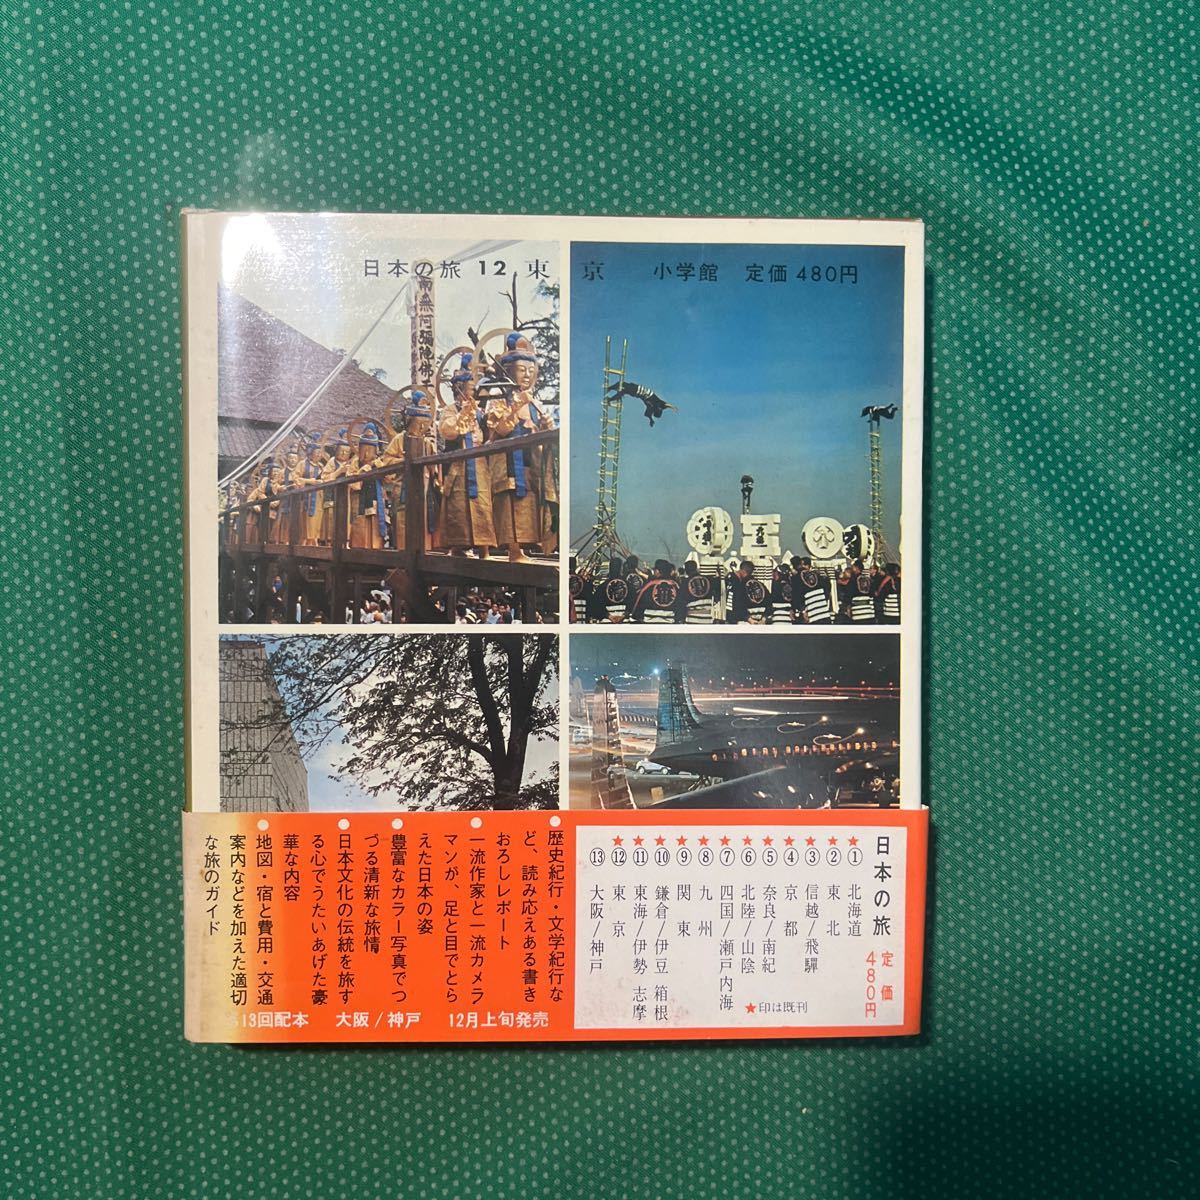 日本の旅 12 東京 小学館 定価 480円
南無阿彌陀佛
日本の旅 定価480円
★① 北海道
★② 東北
★③ 信越/飛驒
★④ 京都
★⑤ 奈良/南紀
★⑥ 北陸/山陰
★⑦ 四国/瀬戸内海
★⑧ 九州
★⑨ 関東
★⑩ 鎌倉/伊豆 箱根
★⑪ 東海/伊勢 志摩
★⑫ 東京
⑬ 大阪/神戸
★印は既刊
●歴史紀行・文学紀行な
ど、読み応えある書き
おろしレポート
●一流作家と一流カメラ
マンが、足と目でとら
えた日本の姿
●豊富なカラー写真でつ
づる清新な旅情
●日本文化の伝統を旅す
る心でうたいあげた豪
華な内容
●地図・宿と費用・交通
案内などを加えた適切
な旅のガイド
13回配本 大阪/神戸 12月上旬発売